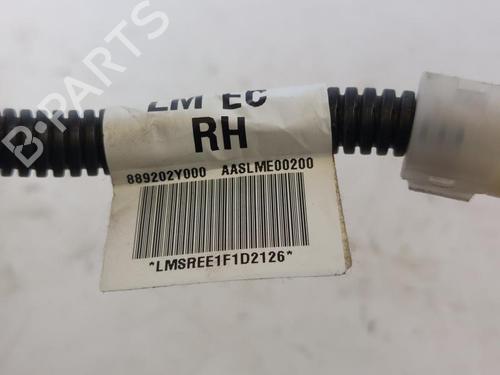 B-PARTS
LM EC
RH
889202Y000 AASLME00200
*LMSREE1F1D2126*